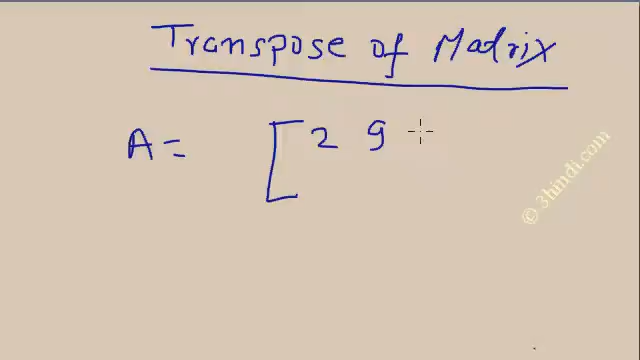 Transpose of Matrix
A = [ 2 9
© 3hindi.com